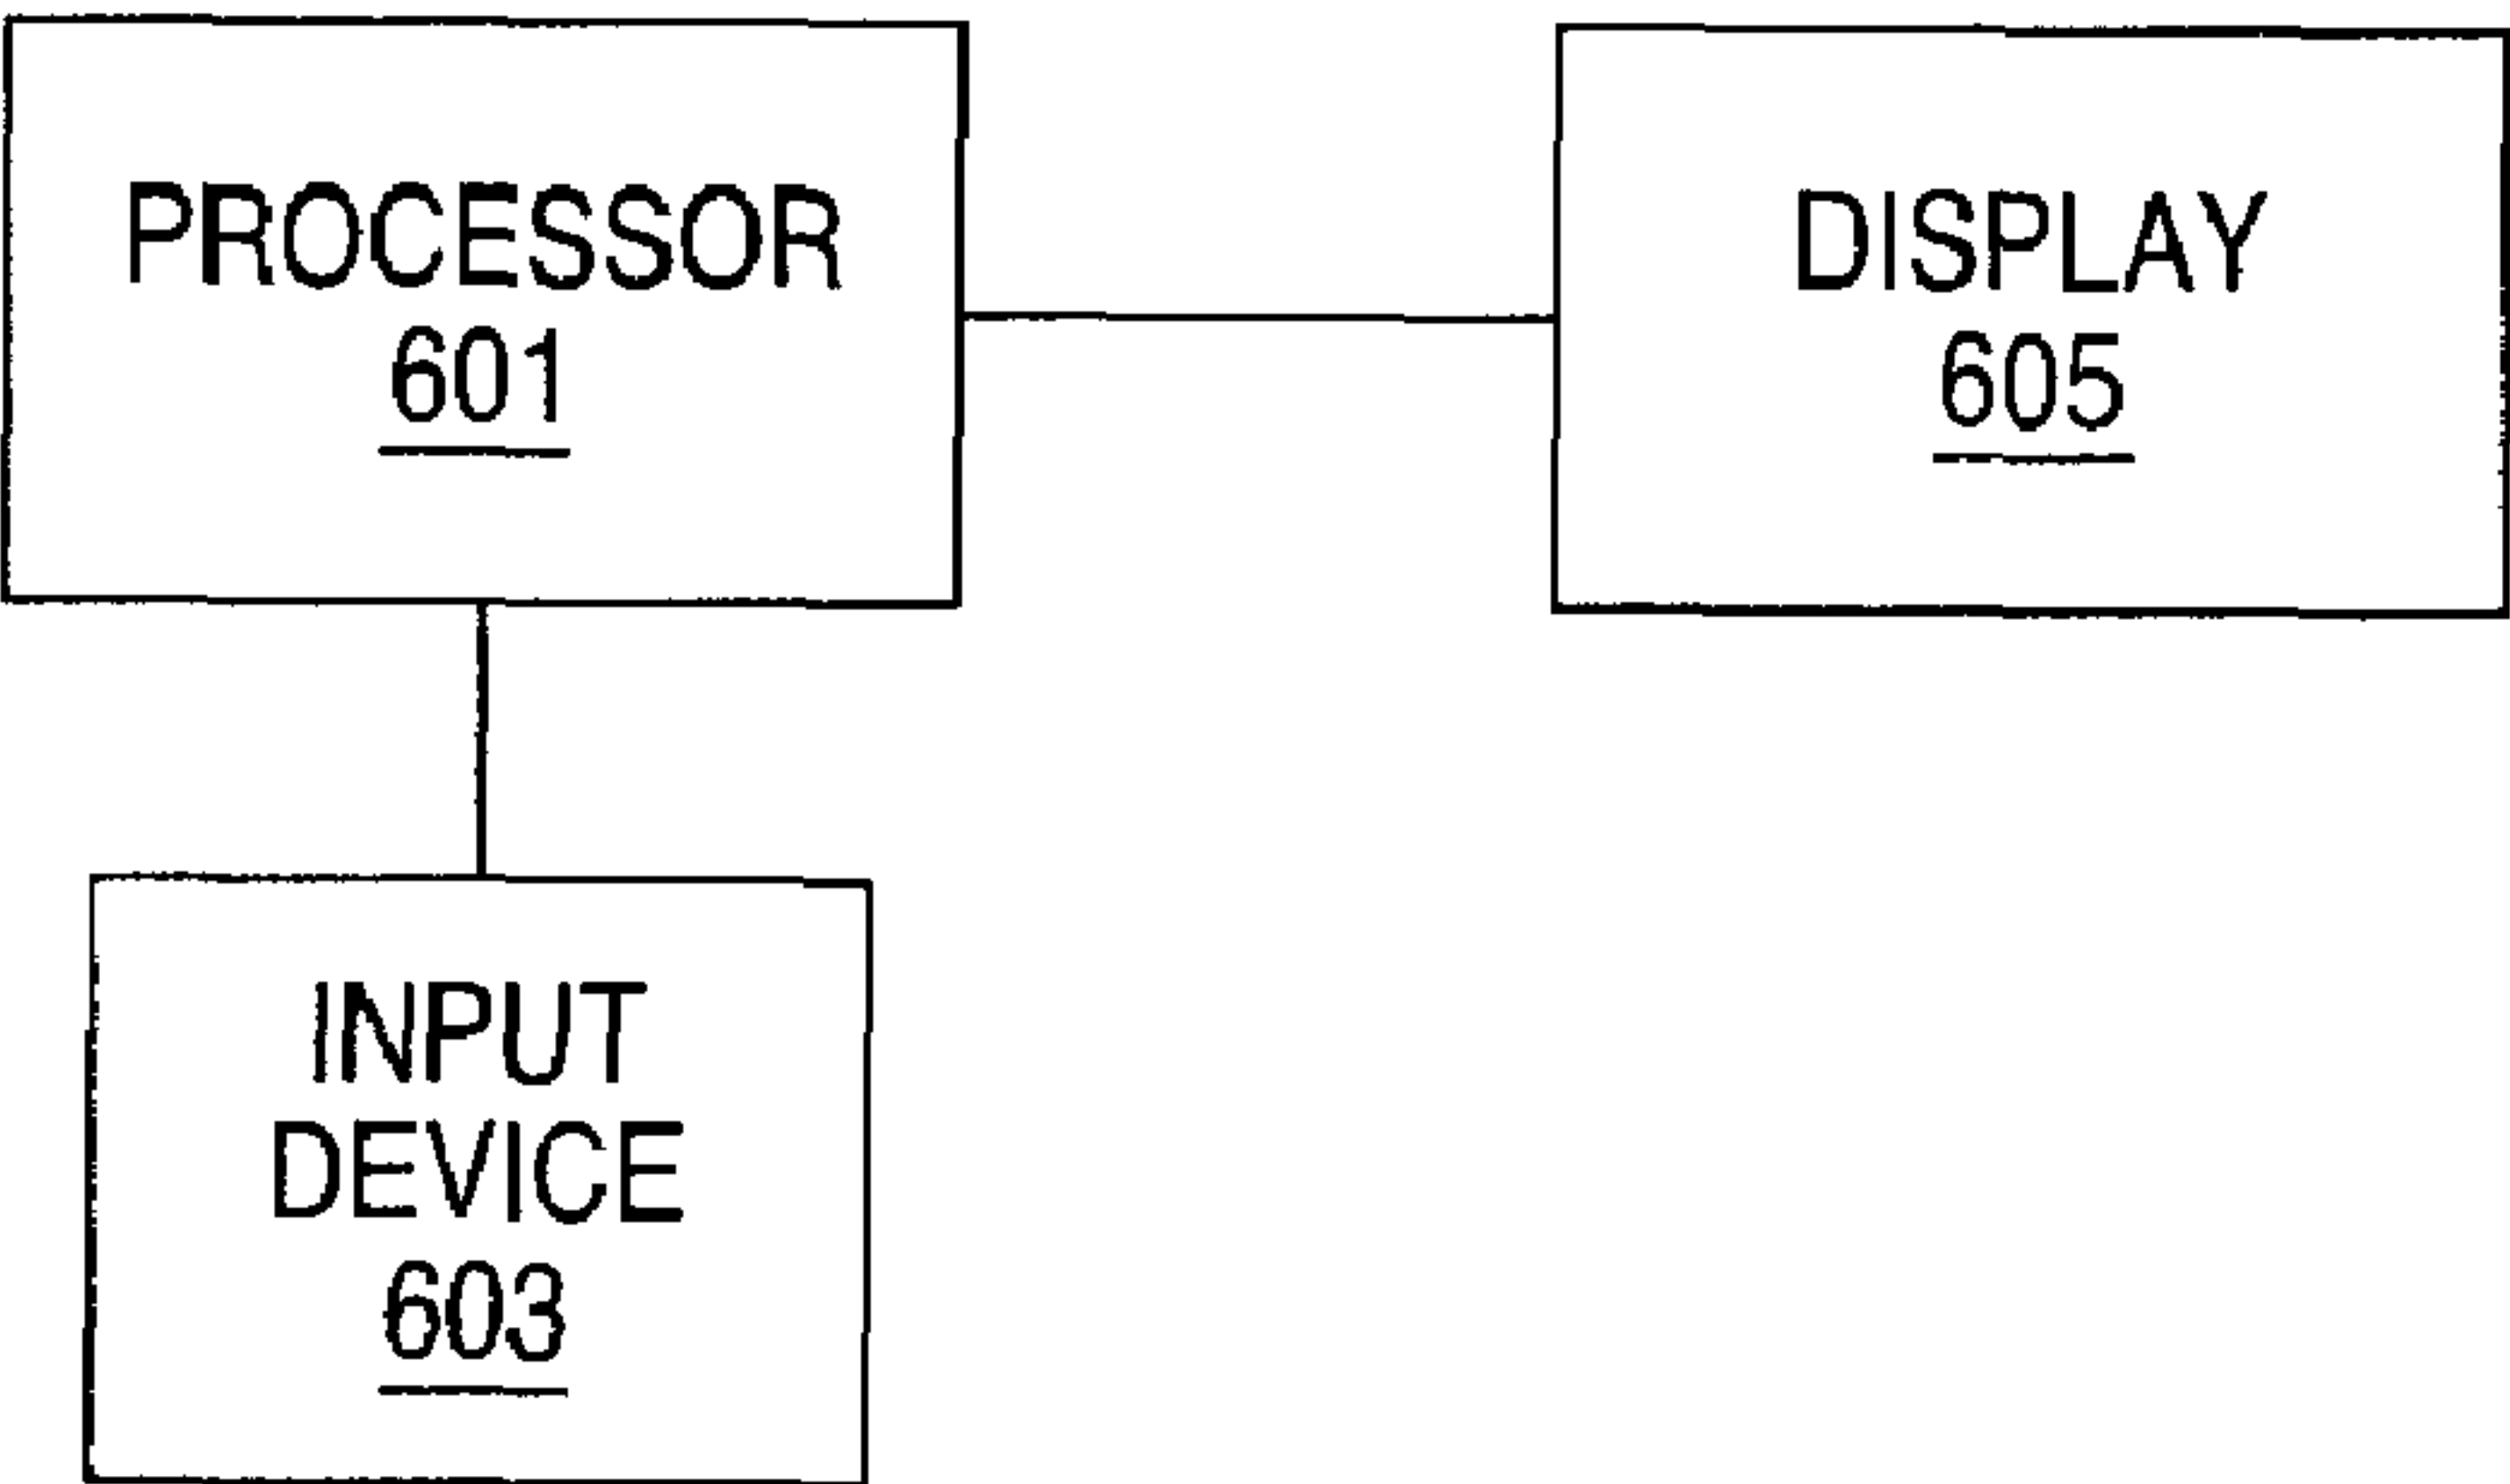 PROCESSOR
601
DISPLAY
605
INPUT
DEVICE
603